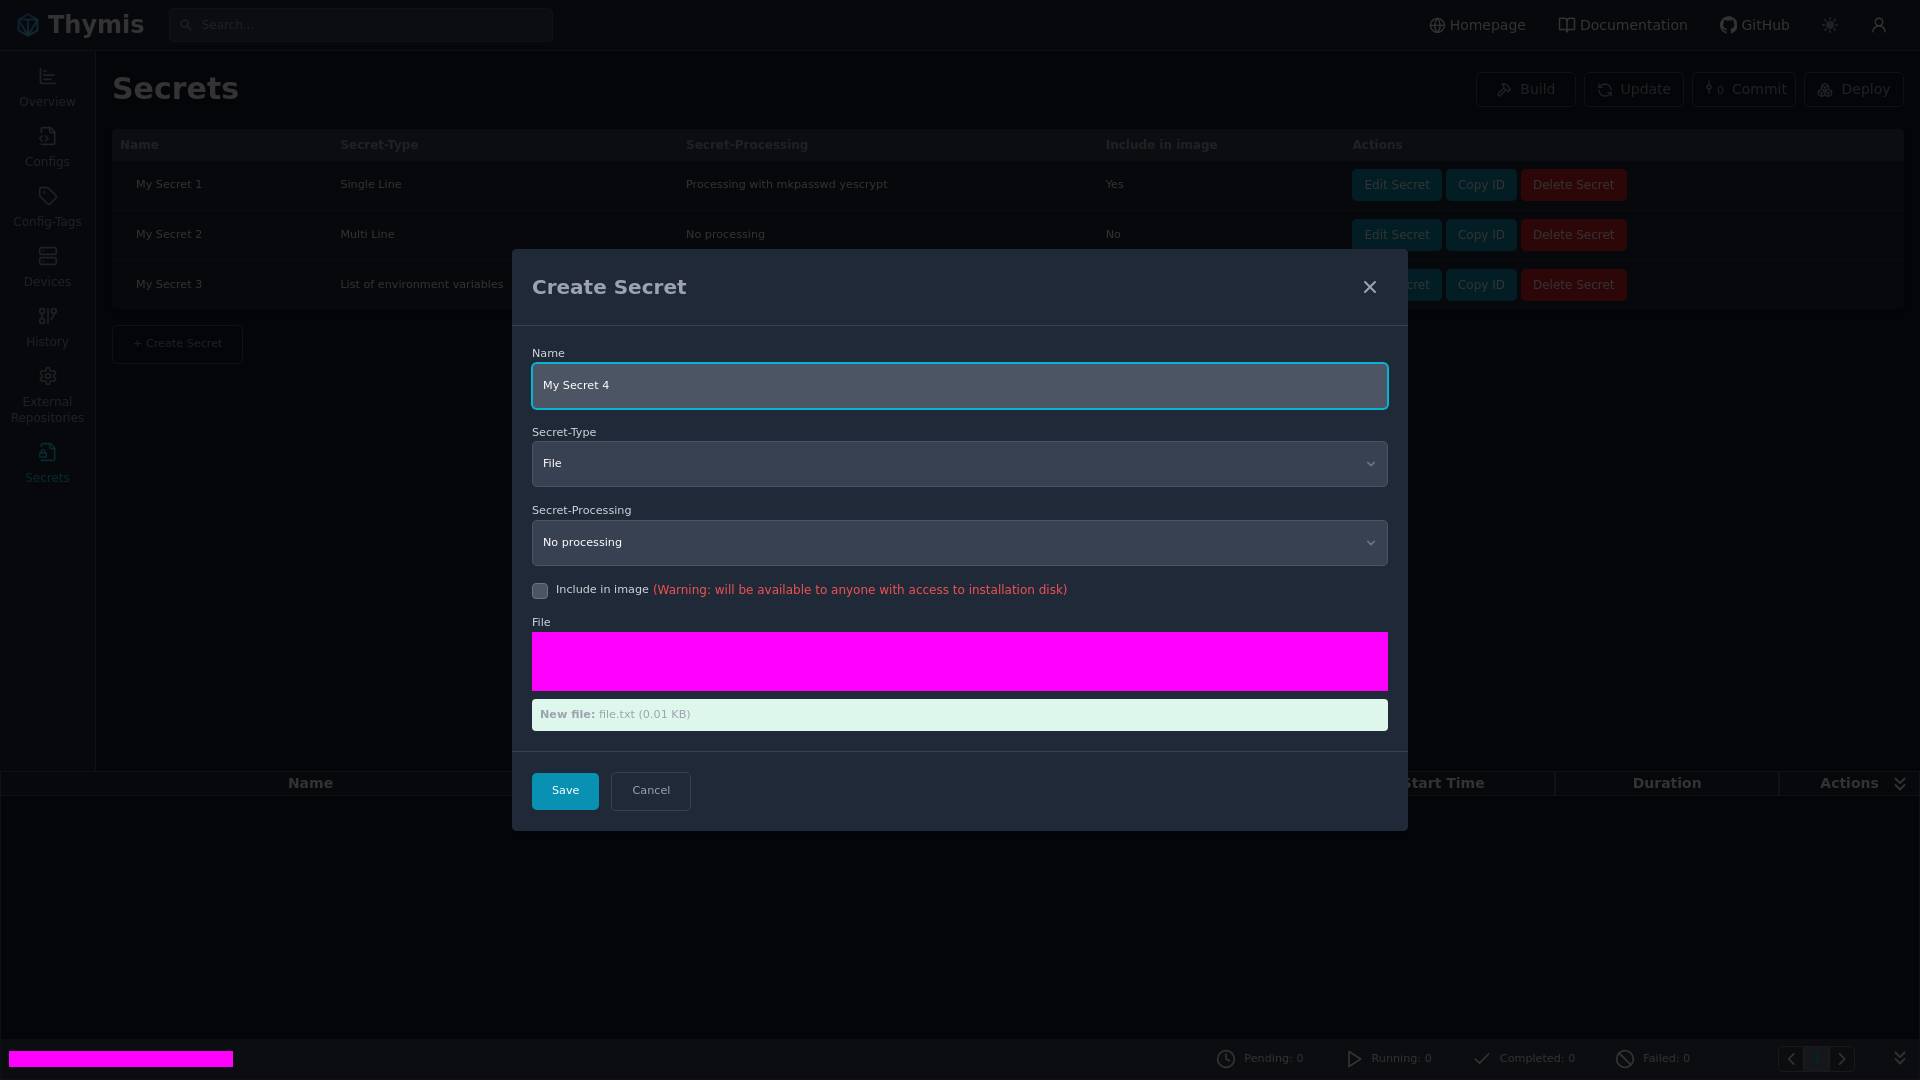 Thymis
Search...
Homepage
Documentation
GitHub
Overview
Configs
Config-Tags
Devices
History
External
Repositories
Secrets
Secrets
Build
Update
0 Commit
Deploy
Name Secret-Type Secret-Processing Include in image Actions
My Secret 1 Single Line Processing with mkpasswd yescrypt Yes Edit Secret Copy ID Delete Secret
My Secret 2 Multi Line No processing No Edit Secret Copy ID Delete Secret
My Secret 3 List of environment variables Copy ID Delete Secret
+ Create Secret
Create Secret
Name
My Secret 4
Secret-Type
File
Secret-Processing
No processing
Include in image (Warning: will be available to anyone with access to installation disk)
File
New file: file.txt (0.01 KB)
Save
Cancel
Name Start Time Duration Actions
Pending: 0
Running: 0
Completed: 0
Failed: 0